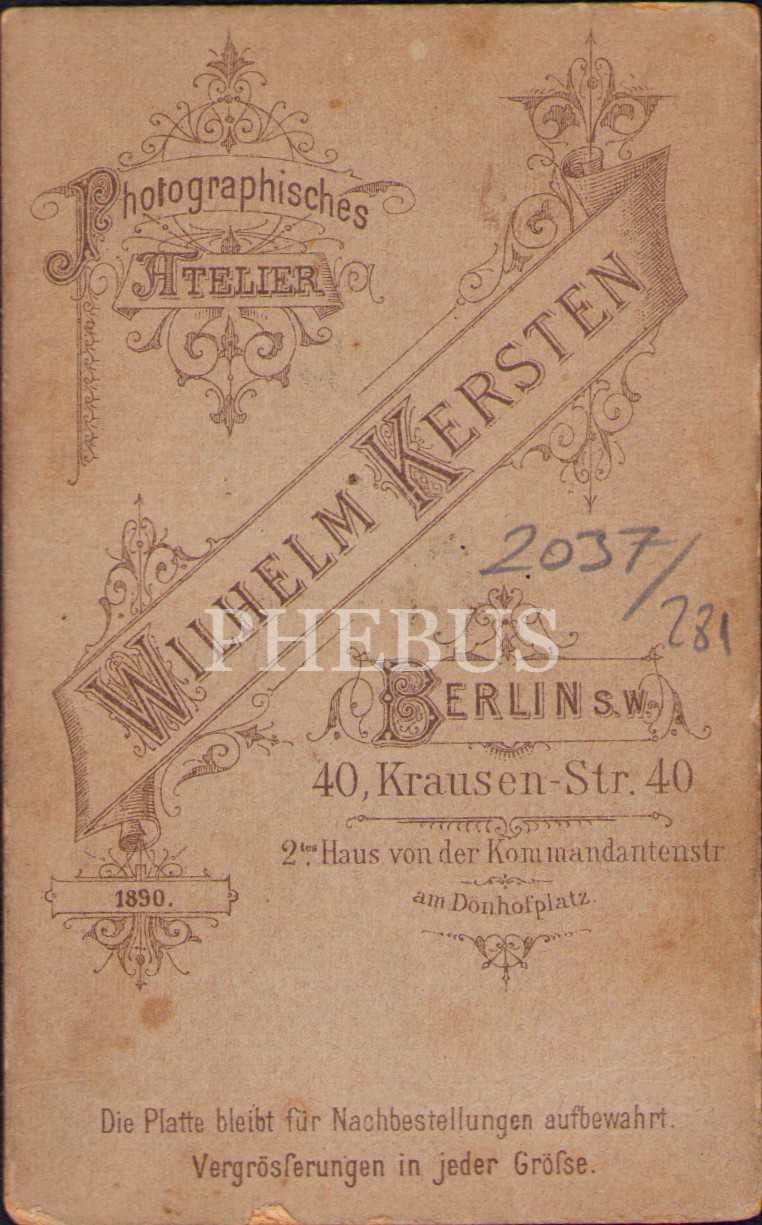 Photographisches
ATELIER
WILHELM KERSTEN
2037/281
PHEBUS
BERLIN S.W.
40, Krausen-Str. 40
2tes Haus von der Kommandantenstr
am Dönhofplatz.
1890.
Die Platte bleibt für Nachbestellungen aufbewahrt.
Vergrösſerungen in jeder Gröſse.